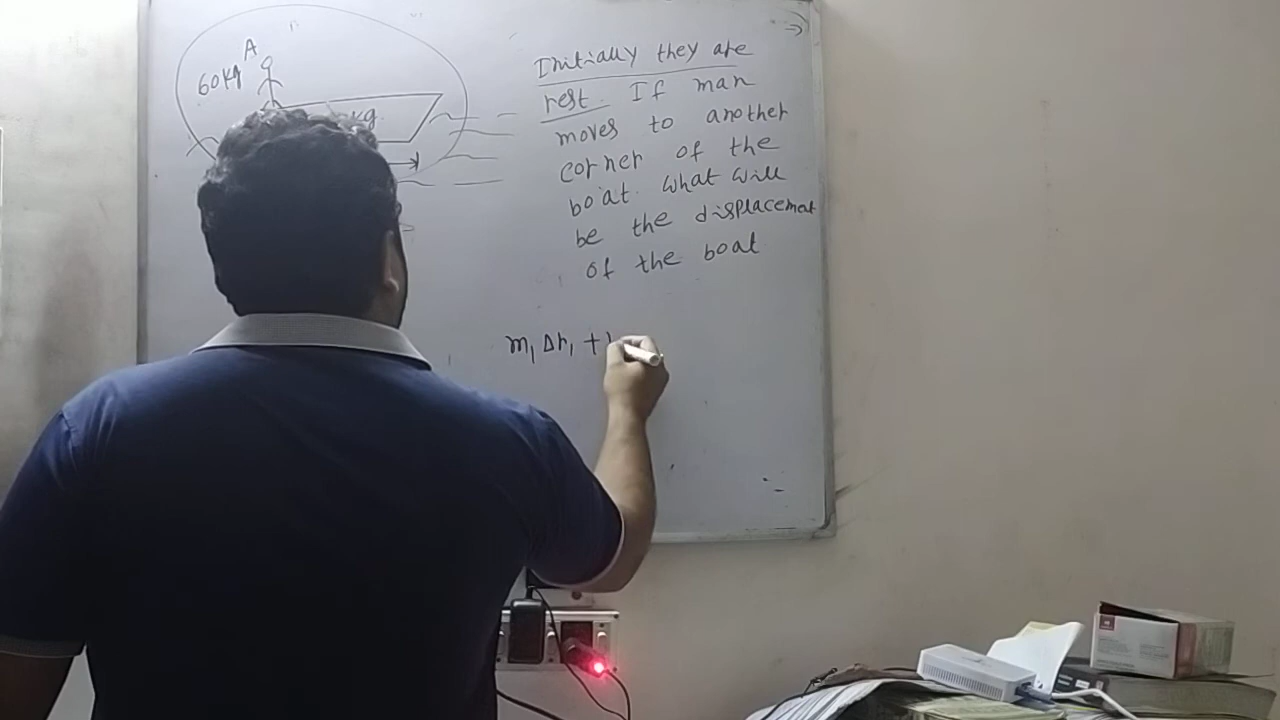 A
60kg
kg
Initially they are
rest. If man
moves to another
corner of the
boat. What will
be the displacement
of the boat
m₁ Δr₁ +